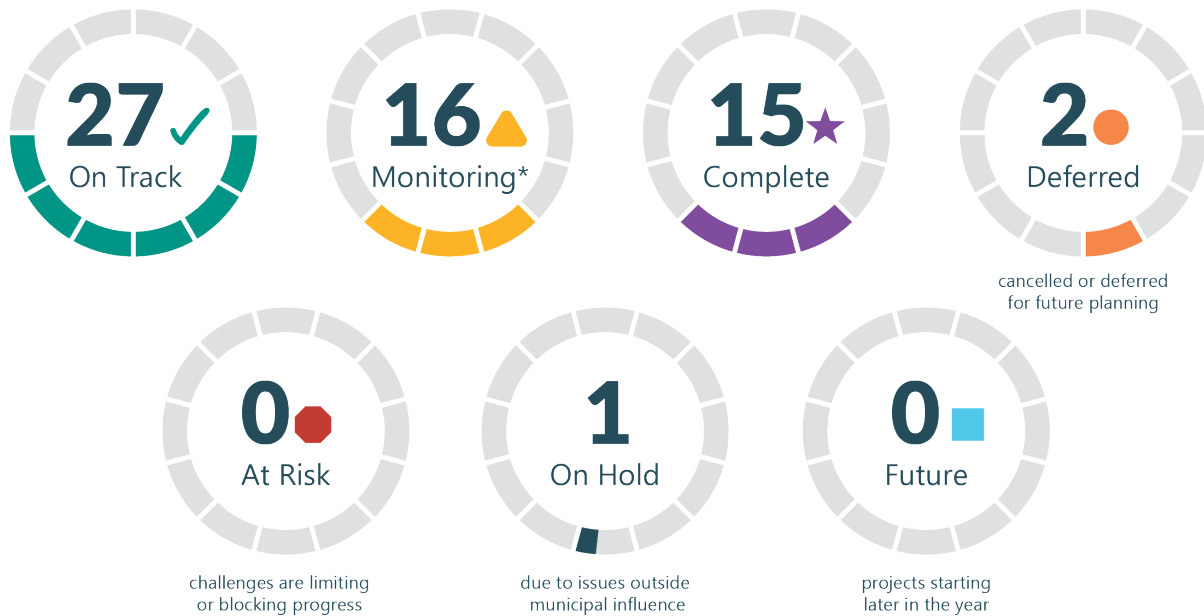 27
On Track
16
Monitoring*
15
Complete
2
Deferred
cancelled or deferred
for future planning
0
At Risk
challenges are limiting
or blocking progress
1
On Hold
due to issues outside
municipal influence
0
Future
projects starting
later in the year